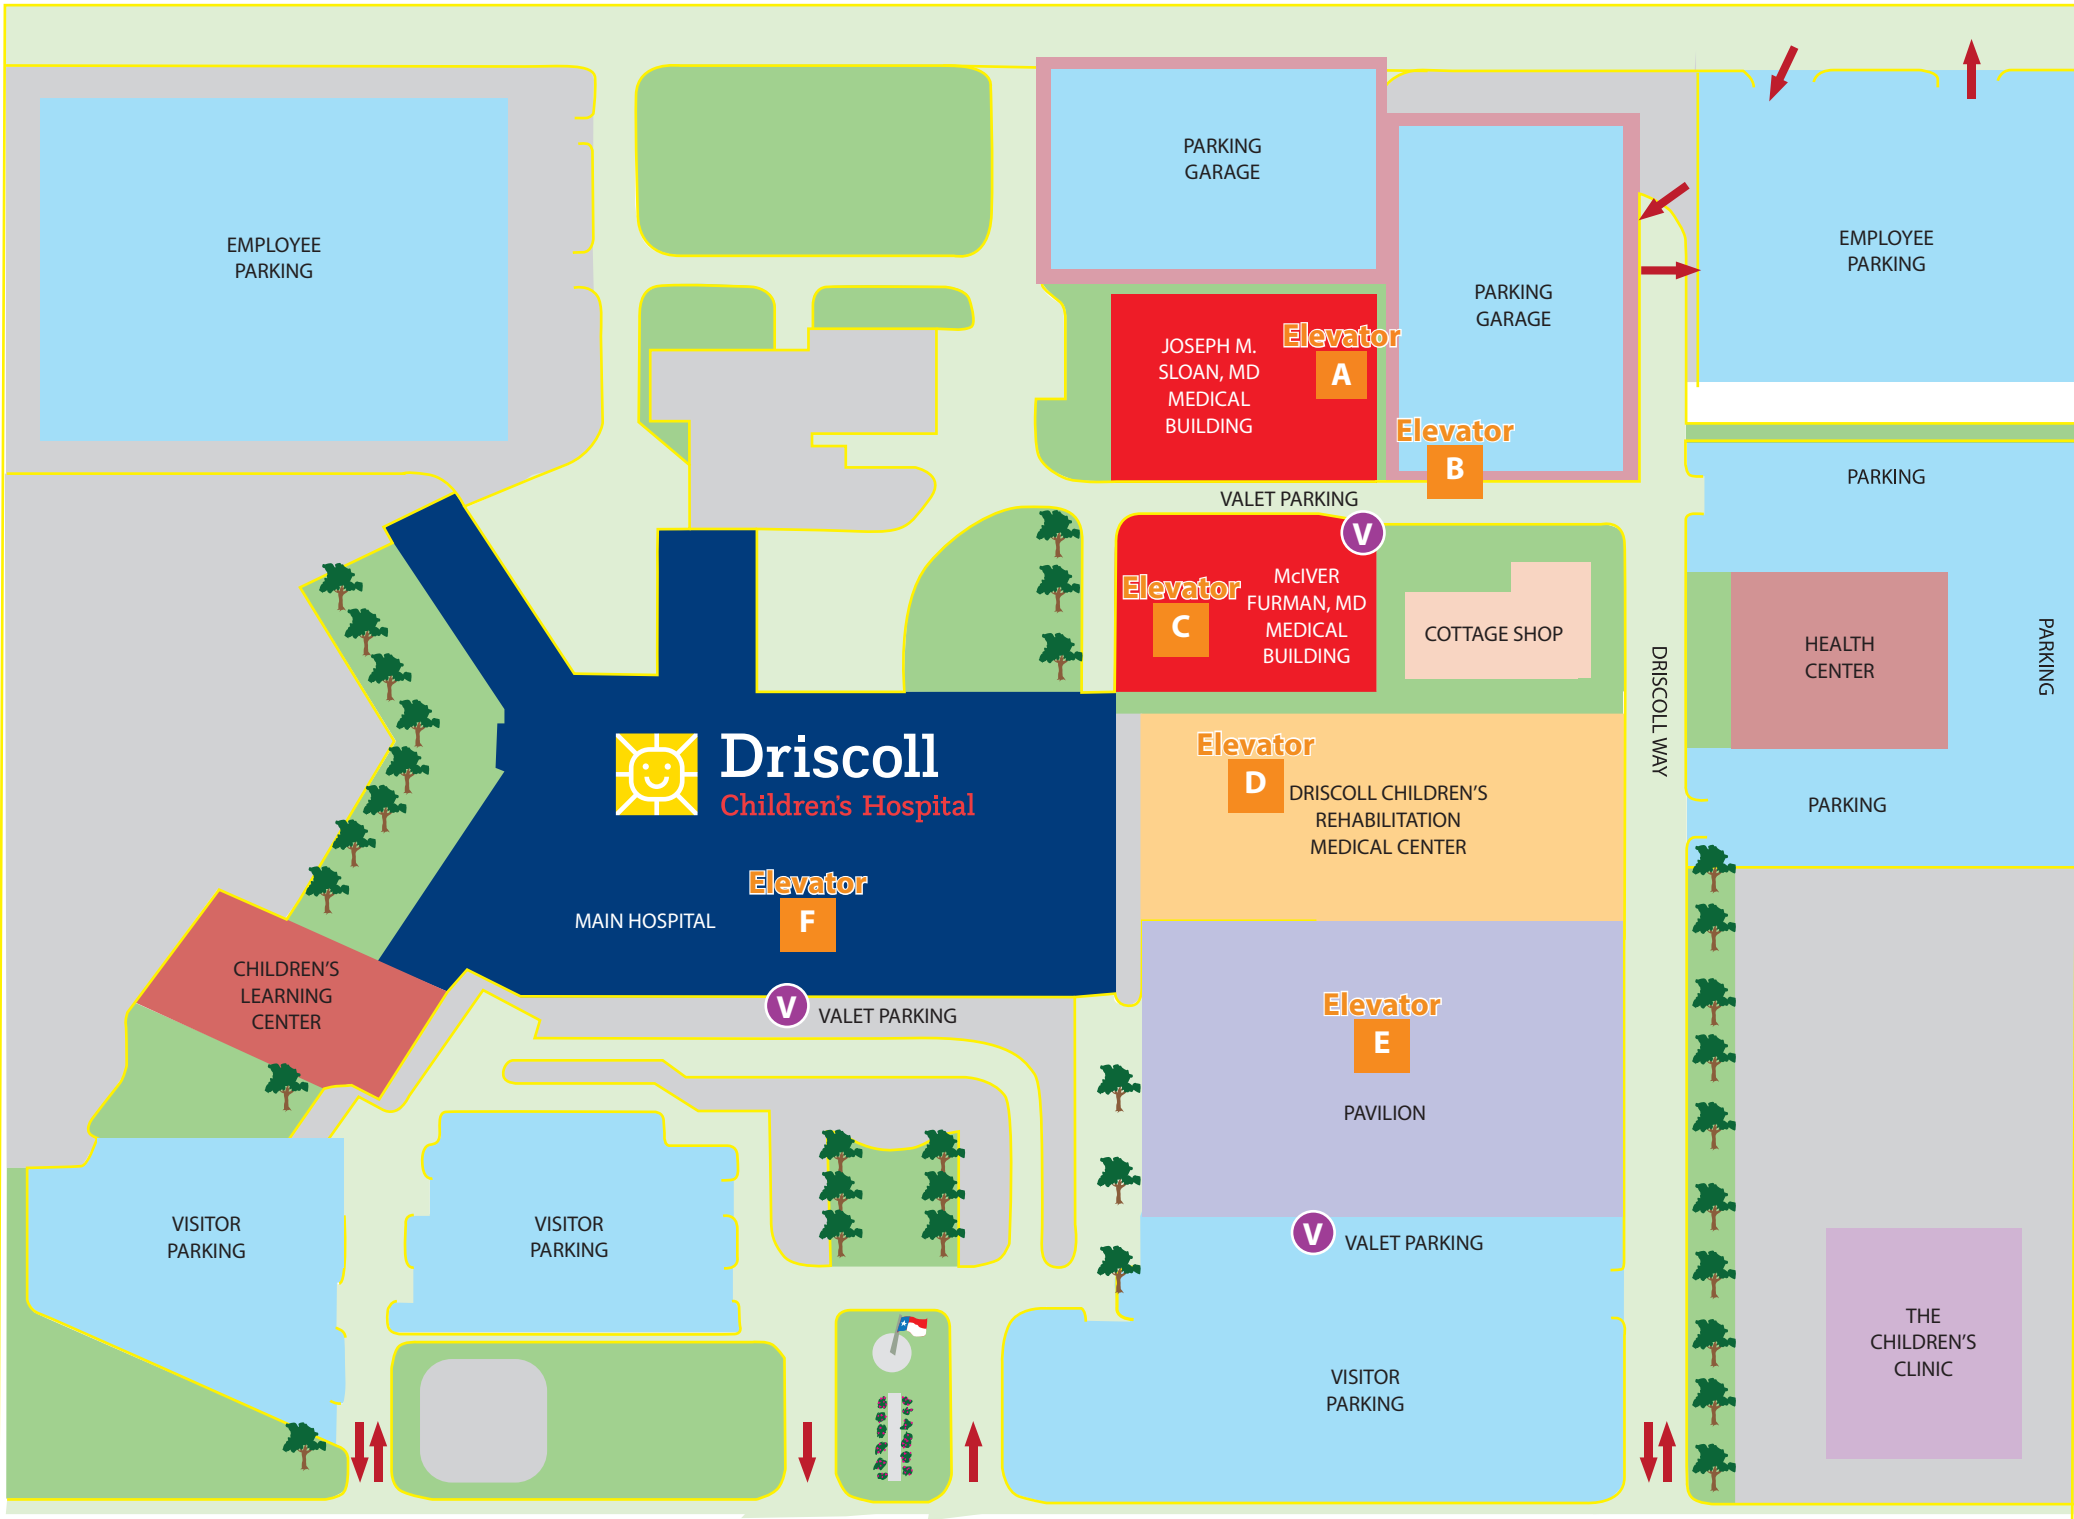 PARKING
GARAGE
EMPLOYEE
PARKING
EMPLOYEE
PARKING
PARKING
GARAGE
JOSEPH M.
SLOAN, MD
MEDICAL
BUILDING
Elevator
A
Elevator
B
PARKING
VALET PARKING
V
Elevator
C
McIVER
FURMAN, MD
MEDICAL
BUILDING
COTTAGE SHOP
DRISCOLL WAY
HEALTH
CENTER
PARKING
PARKING
Driscoll
Children's Hospital
Elevator
D
DRISCOLL CHILDREN'S
REHABILITATION
MEDICAL CENTER
MAIN HOSPITAL
Elevator
F
CHILDREN'S
LEARNING
CENTER
V
VALET PARKING
Elevator
E
PAVILION
VISITOR
PARKING
VISITOR
PARKING
V
VALET PARKING
VISITOR
PARKING
THE
CHILDREN'S
CLINIC